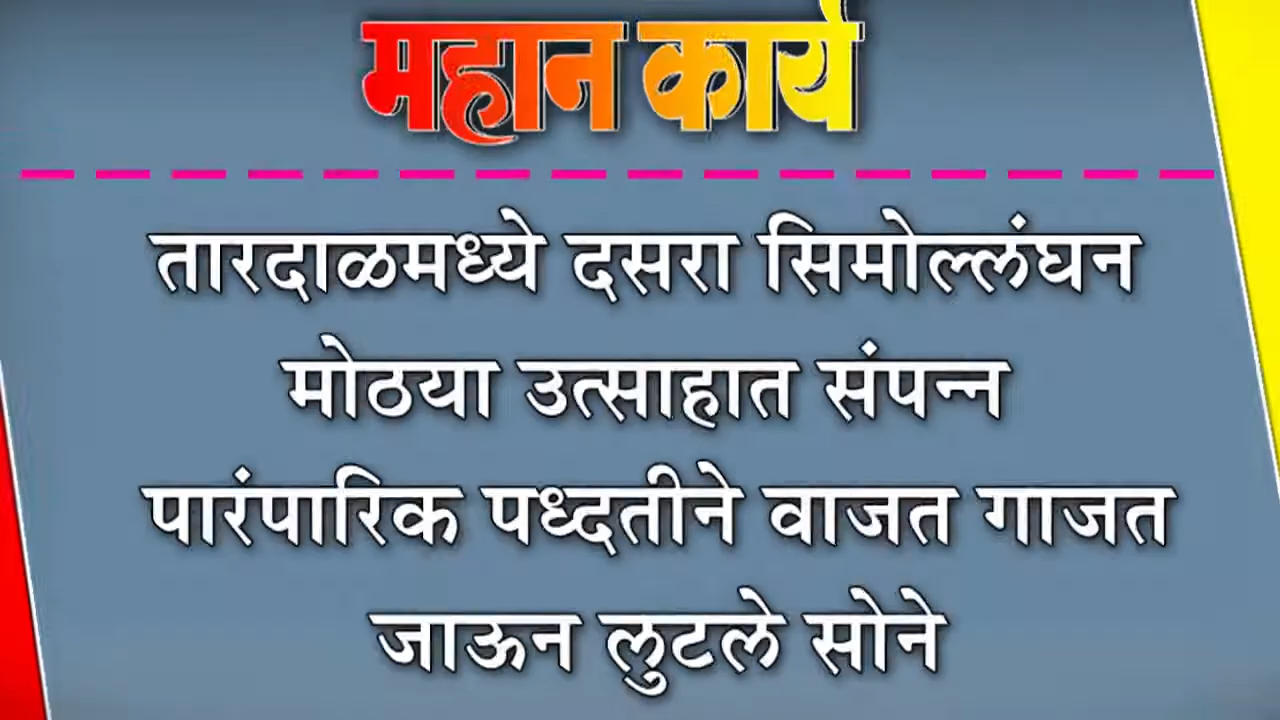 महान कार्य
तारदाळमध्ये दसरा सिमोल्लंघन
मोठया उत्साहात संपन्न
पारंपारिक पध्दतीने वाजत गाजत
जाऊन लुटले सोने